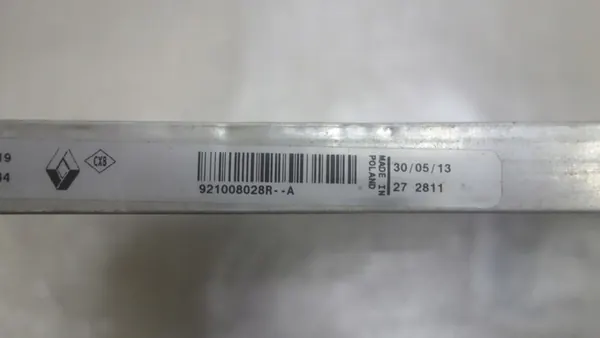 19
34
CX8
921008028R--A
MADE IN
POLAND
30/05/13
27 2811